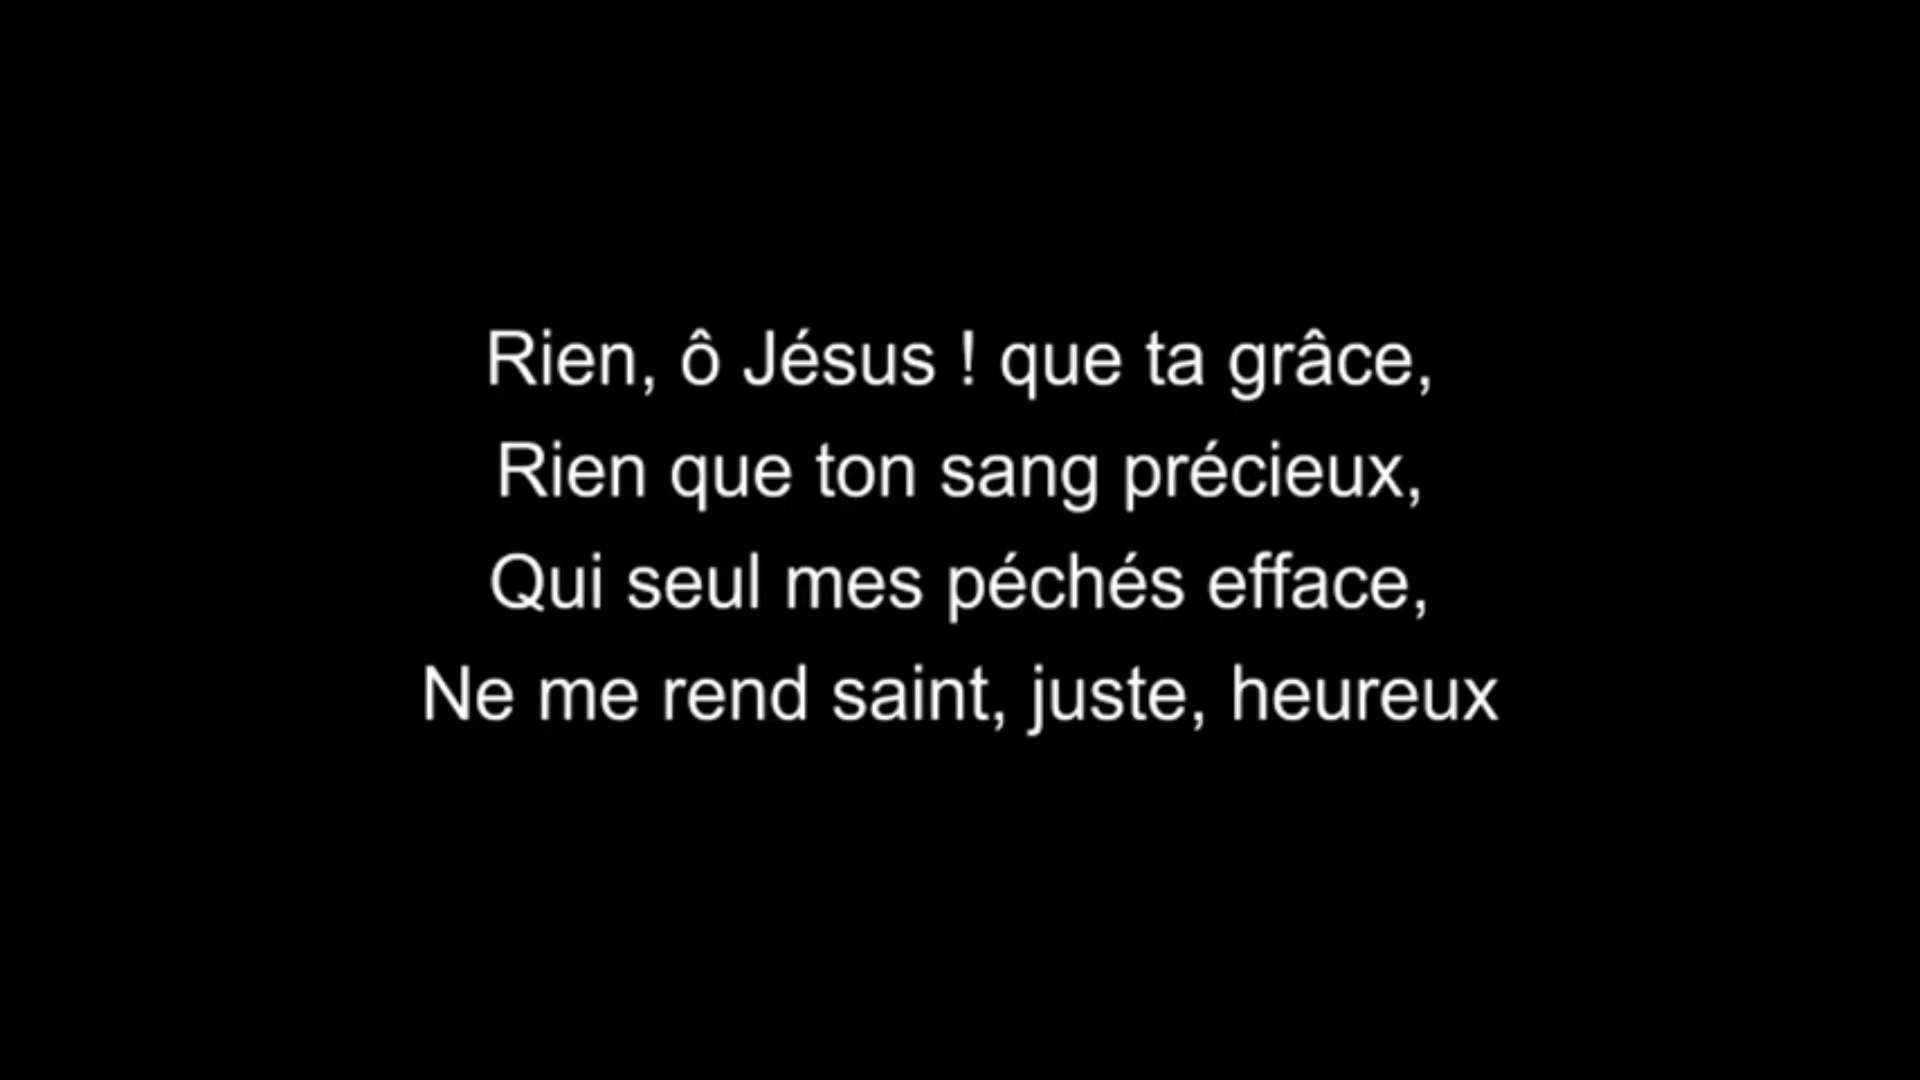 Rien, ô Jésus ! que ta grâce,
Rien que ton sang précieux,
Qui seul mes péchés efface,
Ne me rend saint, juste, heureux